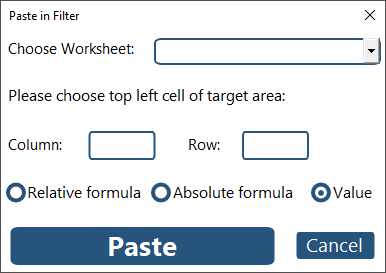 Paste in Filter
Choose Worksheet:
Please choose top left cell of target area:
Column: Row:
Relative formula Absolute formula Value
Paste Cancel